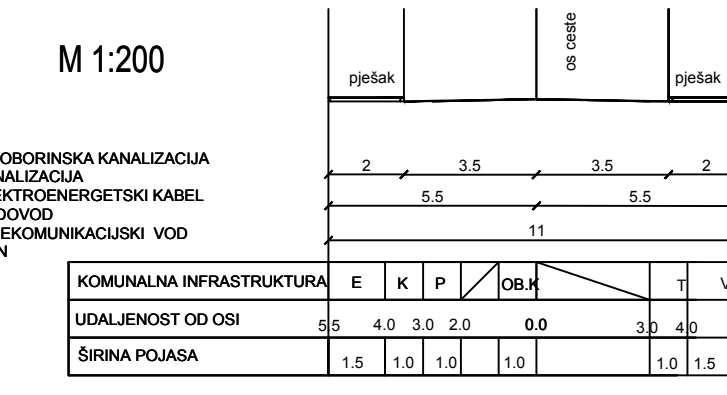 M 1:200
pješak
os ceste
pješak
OBORINSKA KANALIZACIJA
NALIZACIJA
EKTROENERGETSKI KABEL
DOVOD
EKOMUNIKACIJSKI VOD
N
2 3.5 3.5 2
5.5 5.5
11
KOMUNALNA INFRASTRUKTURA E K P OB.K T V
UDALJENOST OD OSI 5.5 4.0 3.0 2.0 0.0 3.0 4.0
ŠIRINA POJASA 1.5 1.0 1.0 1.0 1.0 1.5